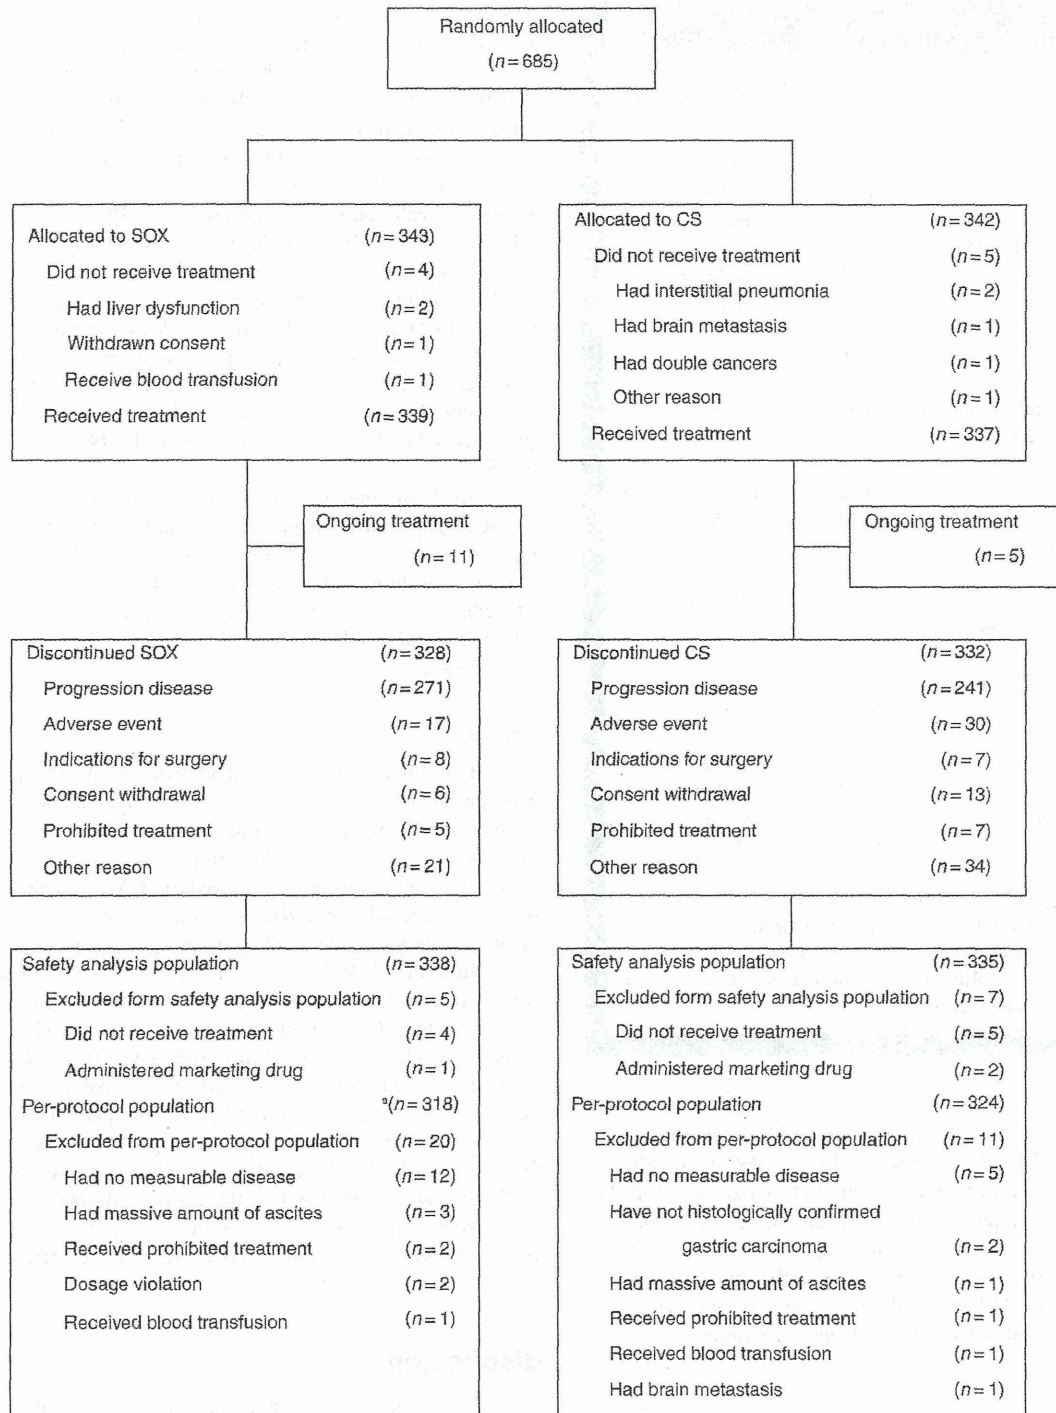 Randomly allocated
(n=685)
Allocated to SOX (n=343)
Did not receive treatment (n=4)
Had liver dysfunction (n=2)
Withdrawn consent (n=1)
Receive blood transfusion (n=1)
Received treatment (n=339)
Allocated to CS (n=342)
Did not receive treatment (n=5)
Had interstitial pneumonia (n=2)
Had brain metastasis (n=1)
Had double cancers (n=1)
Other reason (n=1)
Received treatment (n=337)
Ongoing treatment
(n=11)
Ongoing treatment
(n=5)
Discontinued SOX (n=328)
Progression disease (n=271)
Adverse event (n=17)
Indications for surgery (n=8)
Consent withdrawal (n=6)
Prohibited treatment (n=5)
Other reason (n=21)
Discontinued CS (n=332)
Progression disease (n=241)
Adverse event (n=30)
Indications for surgery (n=7)
Consent withdrawal (n=13)
Prohibited treatment (n=7)
Other reason (n=34)
Safety analysis population (n=338)
Excluded form safety analysis population (n=5)
Did not receive treatment (n=4)
Administered marketing drug (n=1)
Per-protocol population ª(n=318)
Excluded from per-protocol population (n=20)
Had no measurable disease (n=12)
Had massive amount of ascites (n=3)
Received prohibited treatment (n=2)
Dosage violation (n=2)
Received blood transfusion (n=1)
Safety analysis population (n=335)
Excluded form safety analysis population (n=7)
Did not receive treatment (n=5)
Administered marketing drug (n=2)
Per-protocol population (n=324)
Excluded from per-protocol population (n=11)
Had no measurable disease (n=5)
Have not histologically confirmed
gastric carcinoma (n=2)
Had massive amount of ascites (n=1)
Received prohibited treatment (n=1)
Received blood transfusion (n=1)
Had brain metastasis (n=1)